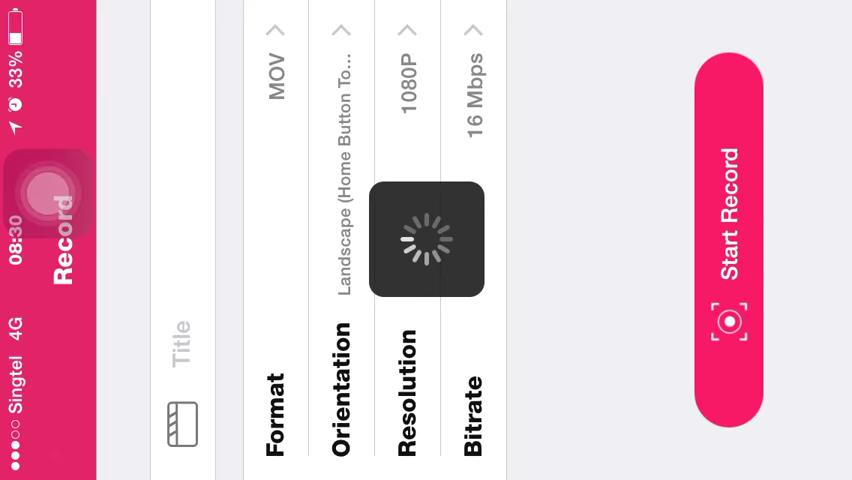 Singtel 4G 08:30 33%
Record
Title
Format MOV
Orientation Landscape (Home Button To...
Resolution 1080P
Bitrate 16 Mbps
Start Record